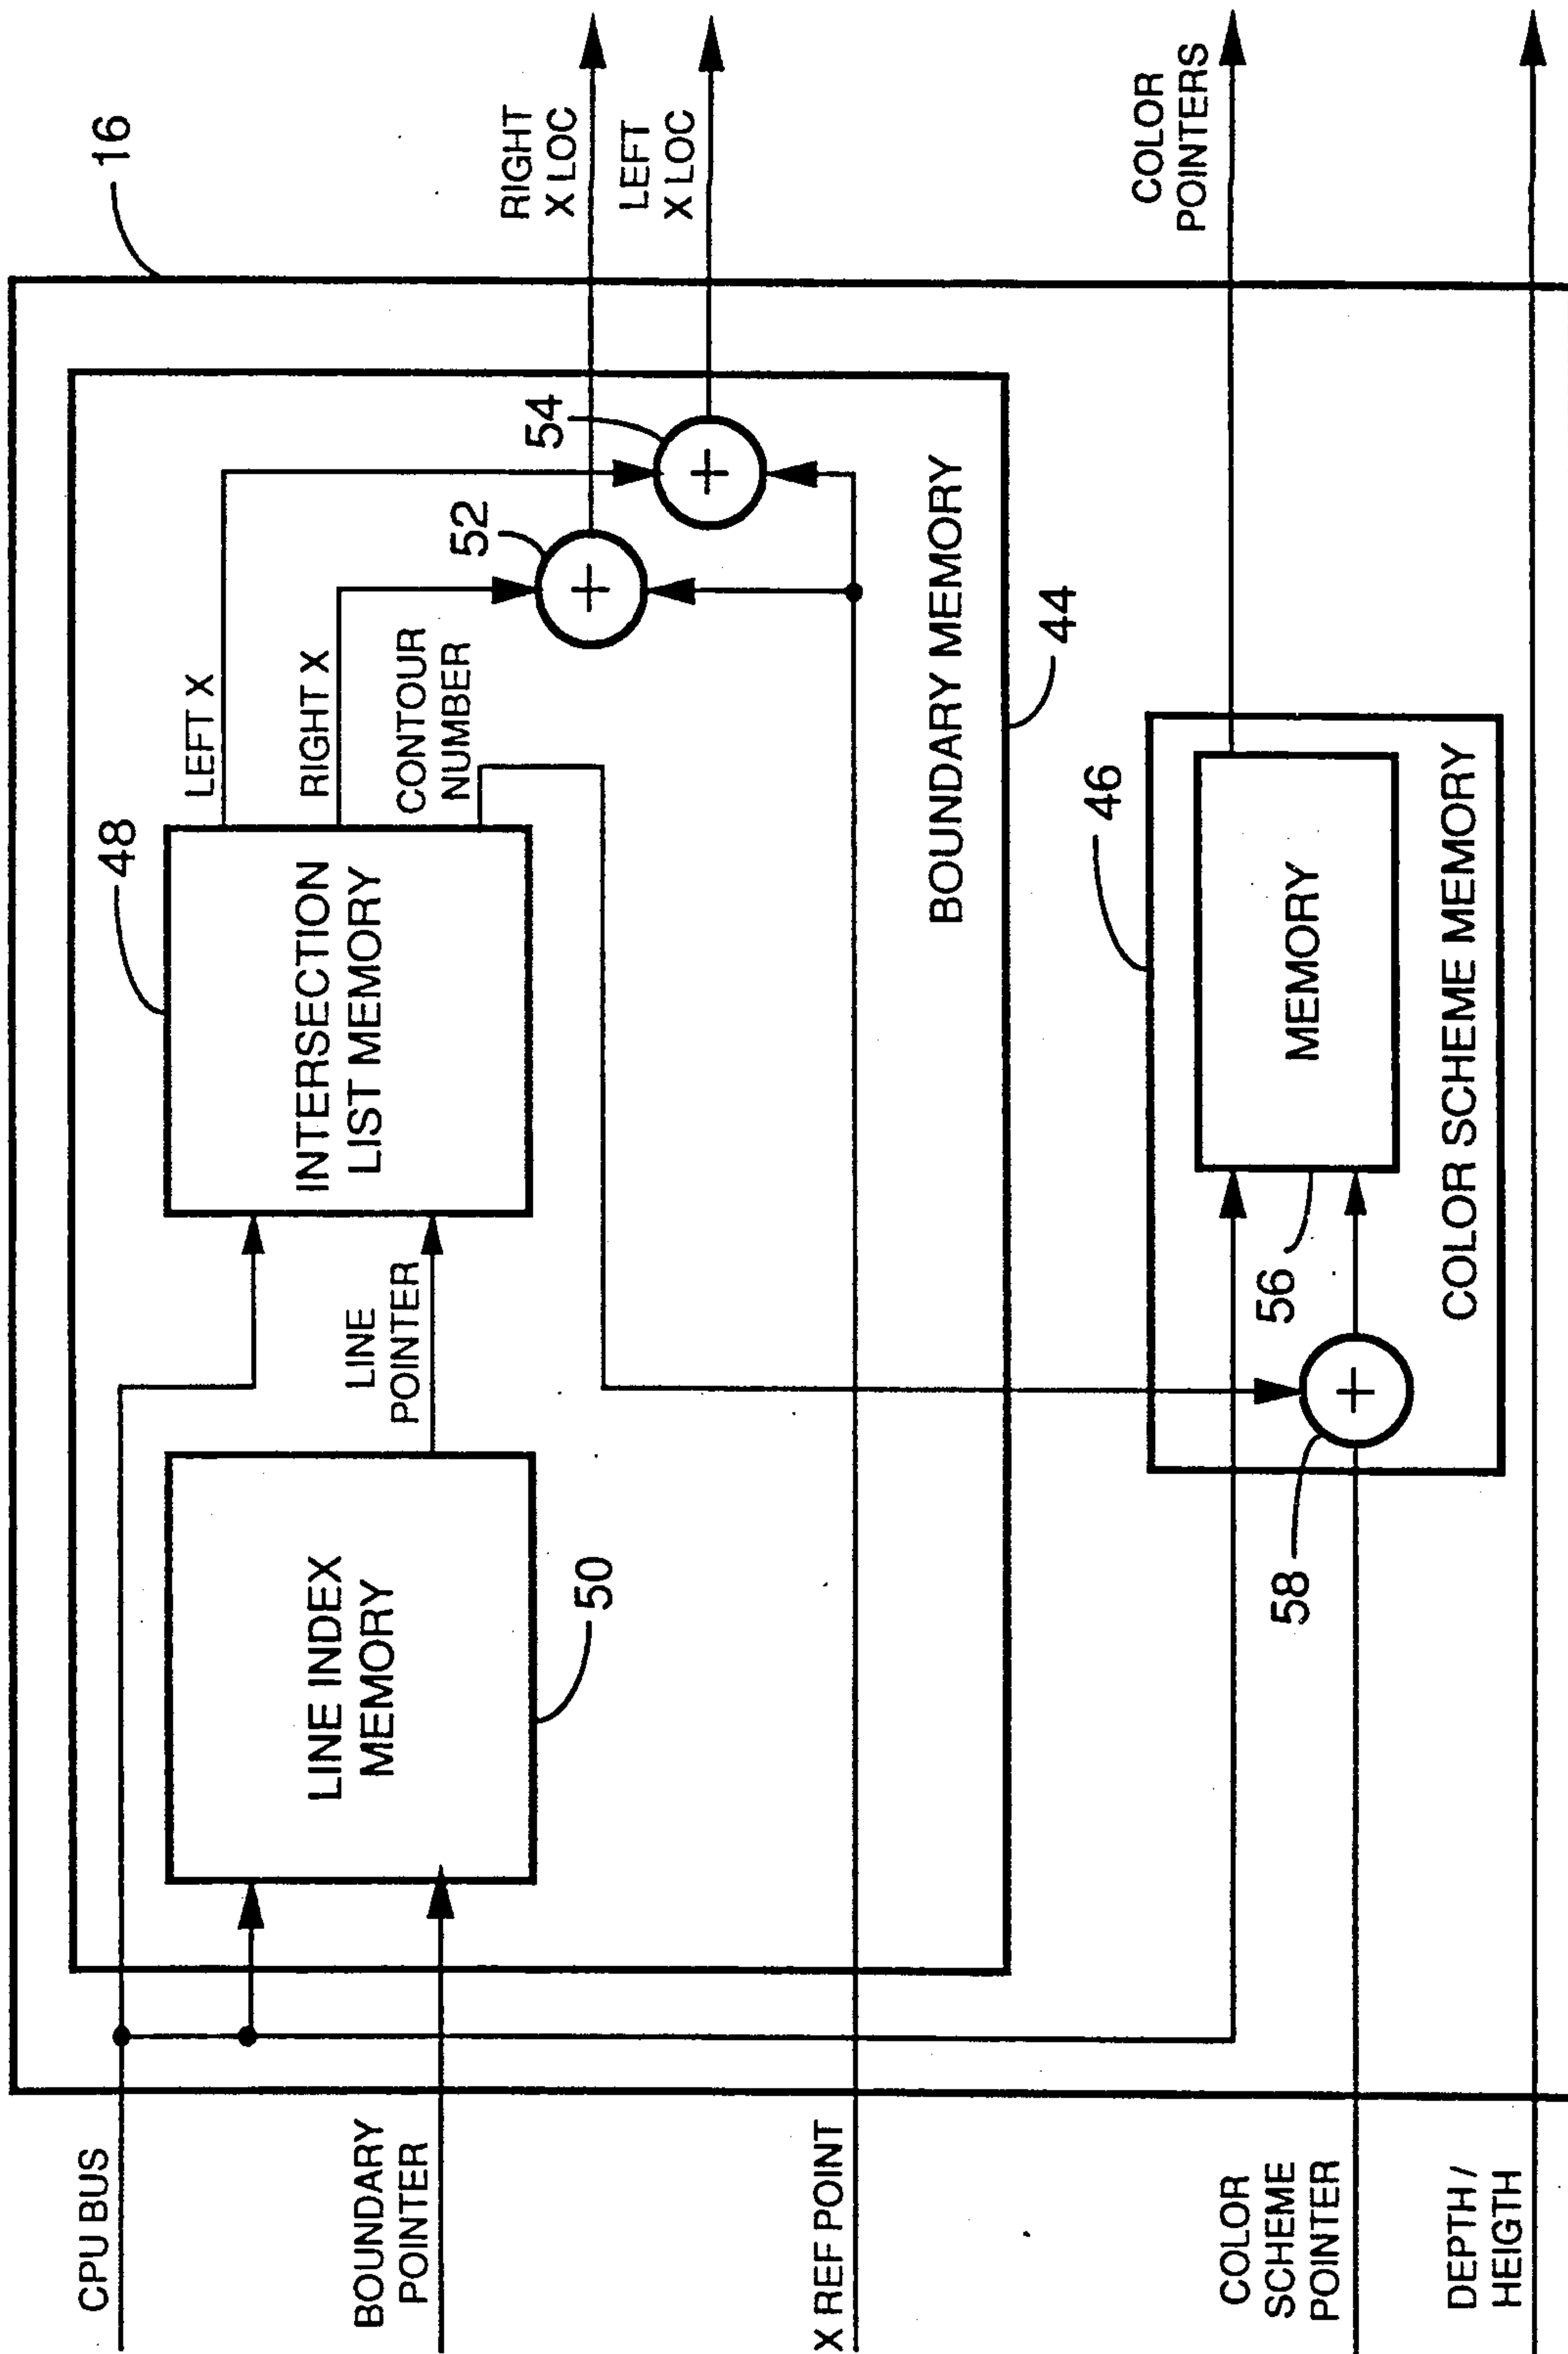 16
CPU BUS
BOUNDARY
POINTER
X REF POINT
COLOR
SCHEME
POINTER
DEPTH /
HEIGTH
LINE INDEX
MEMORY
50
LINE
POINTER
48
INTERSECTION
LIST MEMORY
LEFT X
RIGHT X
CONTOUR
NUMBER
52
+
54
+
BOUNDARY MEMORY
44
RIGHT
X LOC
LEFT
X LOC
58
+
56
MEMORY
46
COLOR SCHEME MEMORY
COLOR
POINTERS